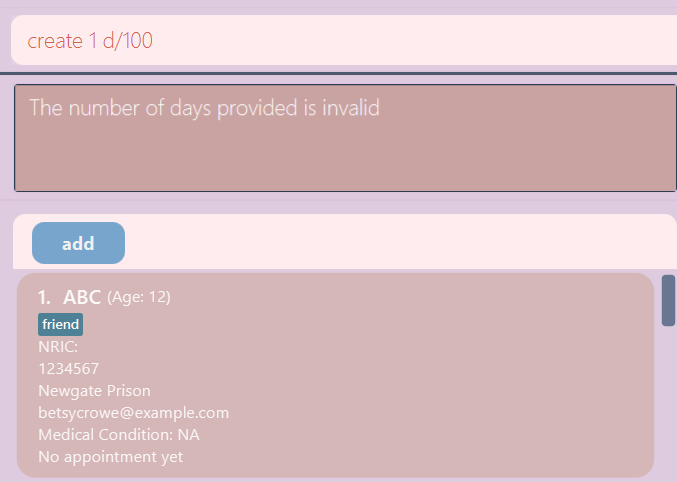 create 1 d/100
The number of days provided is invalid
add
1. ABC (Age: 12)
friend
NRIC:
1234567
Newgate Prison
betsycrowe@example.com
Medical Condition: NA
No appointment yet